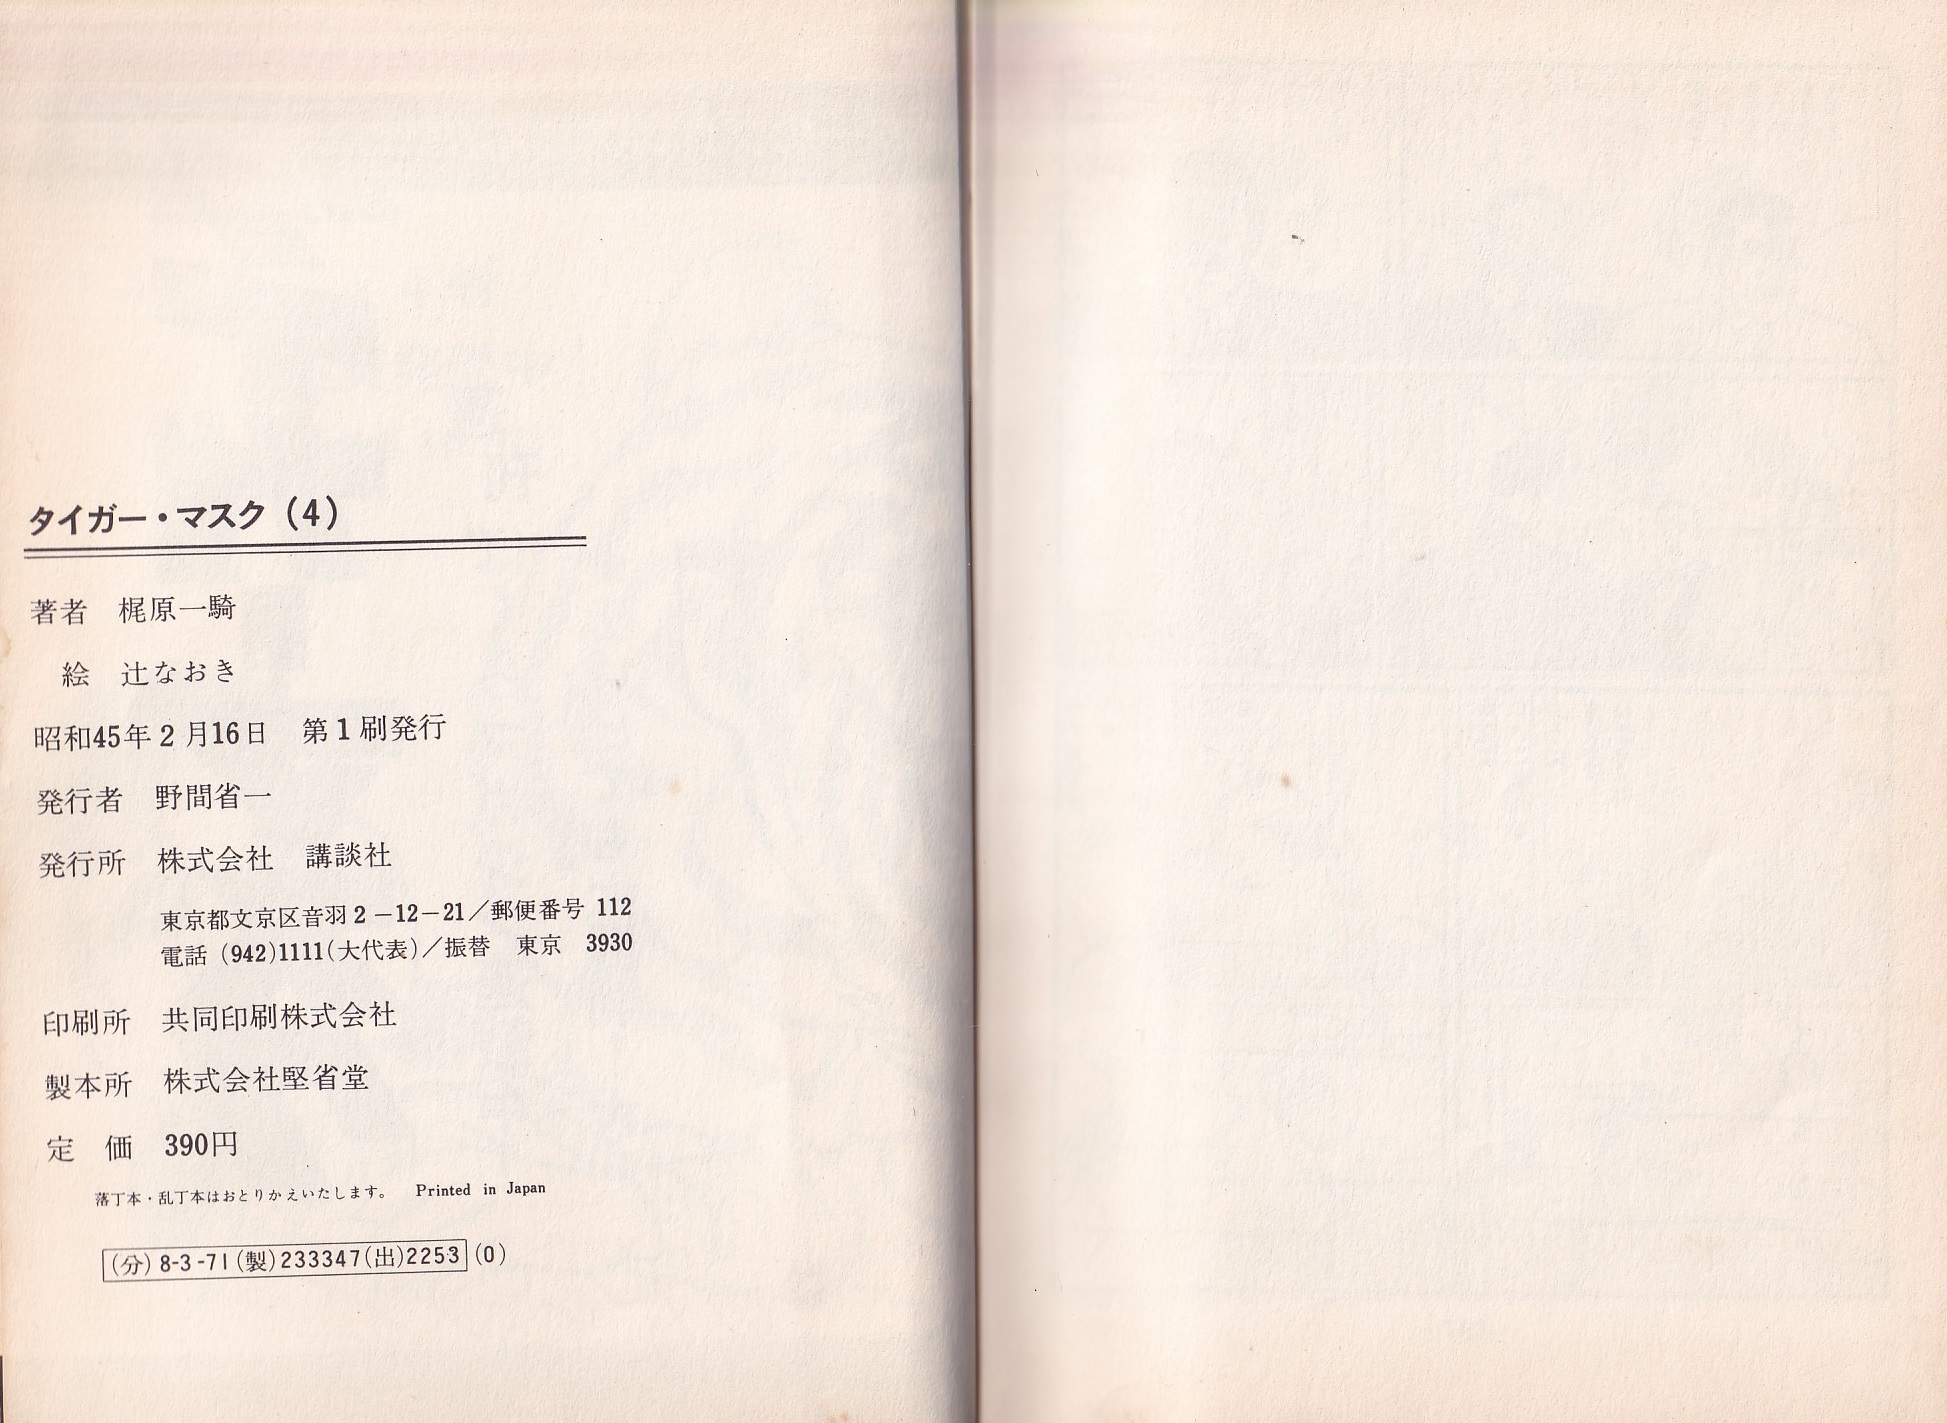 タイガー・マスク（4）
著者　梶原一騎
絵　辻なおき
昭和45年2月16日　第1刷発行
発行者　野間省一
発行所　株式会社　講談社
東京都文京区音羽2－12－21／郵便番号 112
電話 (942)1111(大代表)／振替　東京　3930
印刷所　共同印刷株式会社
製本所　株式会社堅省堂
定　価　390円
落丁本・乱丁本はおとりかえいたします。　Printed in Japan
(分) 8-3-71 (製) 233347 (出) 2253 (0)